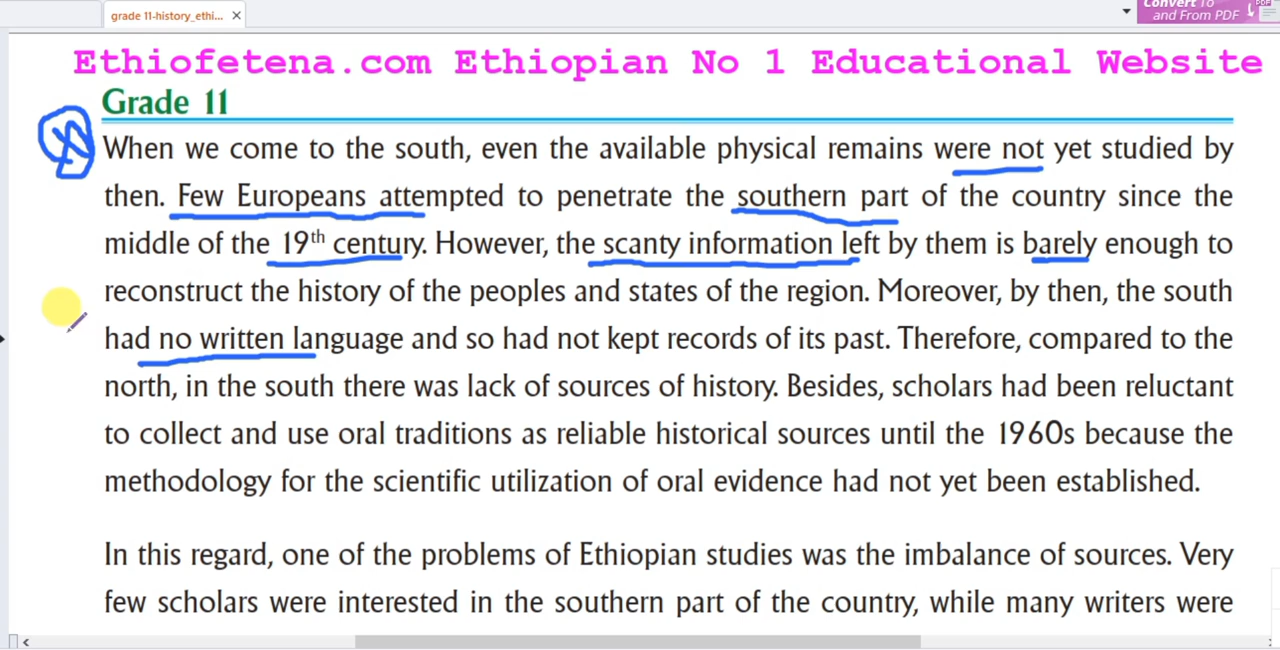 grade 11-history_ethi...
Convert To
and From PDF
Ethiofetena.com Ethiopian No 1 Educational Website
Grade 11
When we come to the south, even the available physical remains were not yet studied by
then. Few Europeans attempted to penetrate the southern part of the country since the
middle of the 19th century. However, the scanty information left by them is barely enough to
reconstruct the history of the peoples and states of the region. Moreover, by then, the south
had no written language and so had not kept records of its past. Therefore, compared to the
north, in the south there was lack of sources of history. Besides, scholars had been reluctant
to collect and use oral traditions as reliable historical sources until the 1960s because the
methodology for the scientific utilization of oral evidence had not yet been established.
In this regard, one of the problems of Ethiopian studies was the imbalance of sources. Very
few scholars were interested in the southern part of the country, while many writers were